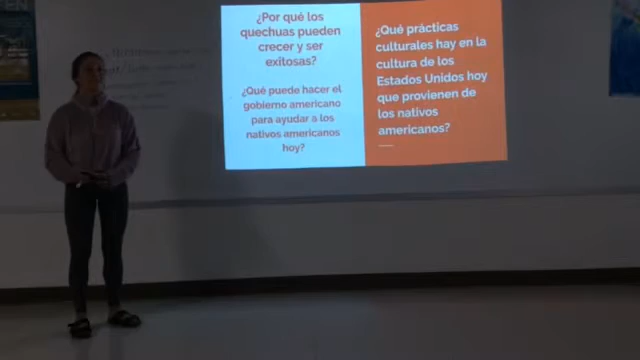 ¿Por qué los
quechuas pueden
crecer y ser
exitosas?
¿Qué puede hacer el
gobierno americano
para ayudar a los
nativos americanos
hoy?
¿Qué prácticas
culturales hay en la
cultura de los
Estados Unidos hoy
que provienen de
los nativos
americanos?